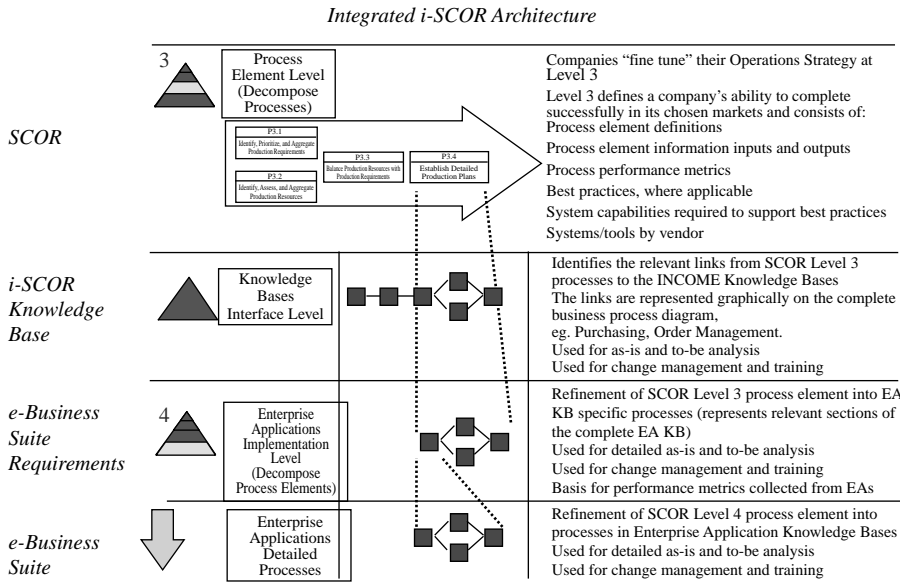 Integrated i-SCOR Architecture
SCOR
3
Process
Element Level
(Decompose
Processes)
P3.1
Identify, Prioritize, and Aggregate
Production Requirements
P3.2
Identify, Assess, and Aggregate
Production Resources
P3.3
Balance Production Resources with
Production Requirements
P3.4
Establish Detailed
Production Plans
Companies “fine tune” their Operations Strategy at
Level 3
Level 3 defines a company’s ability to complete
successfully in its chosen markets and consists of:
Process element definitions
Process element information inputs and outputs
Process performance metrics
Best practices, where applicable
System capabilities required to support best practices
Systems/tools by vendor
i-SCOR
Knowledge
Base
Knowledge
Bases
Interface Level
Identifies the relevant links from SCOR Level 3
processes to the INCOME Knowledge Bases
The links are represented graphically on the complete
business process diagram,
eg. Purchasing, Order Management.
Used for as-is and to-be analysis
Used for change management and training
e-Business
Suite
Requirements
4
Enterprise
Applications
Implementation
Level
(Decompose
Process Elements)
Refinement of SCOR Level 3 process element into EA
KB specific processes (represents relevant sections of
the complete EA KB)
Used for detailed as-is and to-be analysis
Used for change management and training
Basis for performance metrics collected from EAs
e-Business
Suite
Enterprise
Applications
Detailed
Processes
Refinement of SCOR Level 4 process element into
processes in Enterprise Application Knowledge Bases
Used for detailed as-is and to-be analysis
Used for change management and training